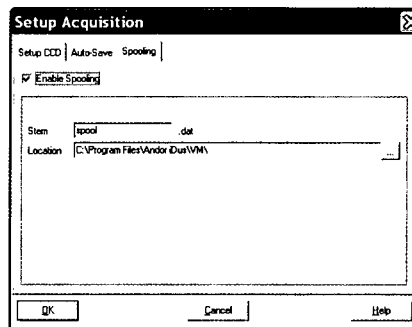 Setup Acquisition
Setup CCD Auto-Save Spooling
Enable Spooling
Stem spool .dat
Location C:\Program Files\Andor iDus\VM\ ...
OK Cancel Help